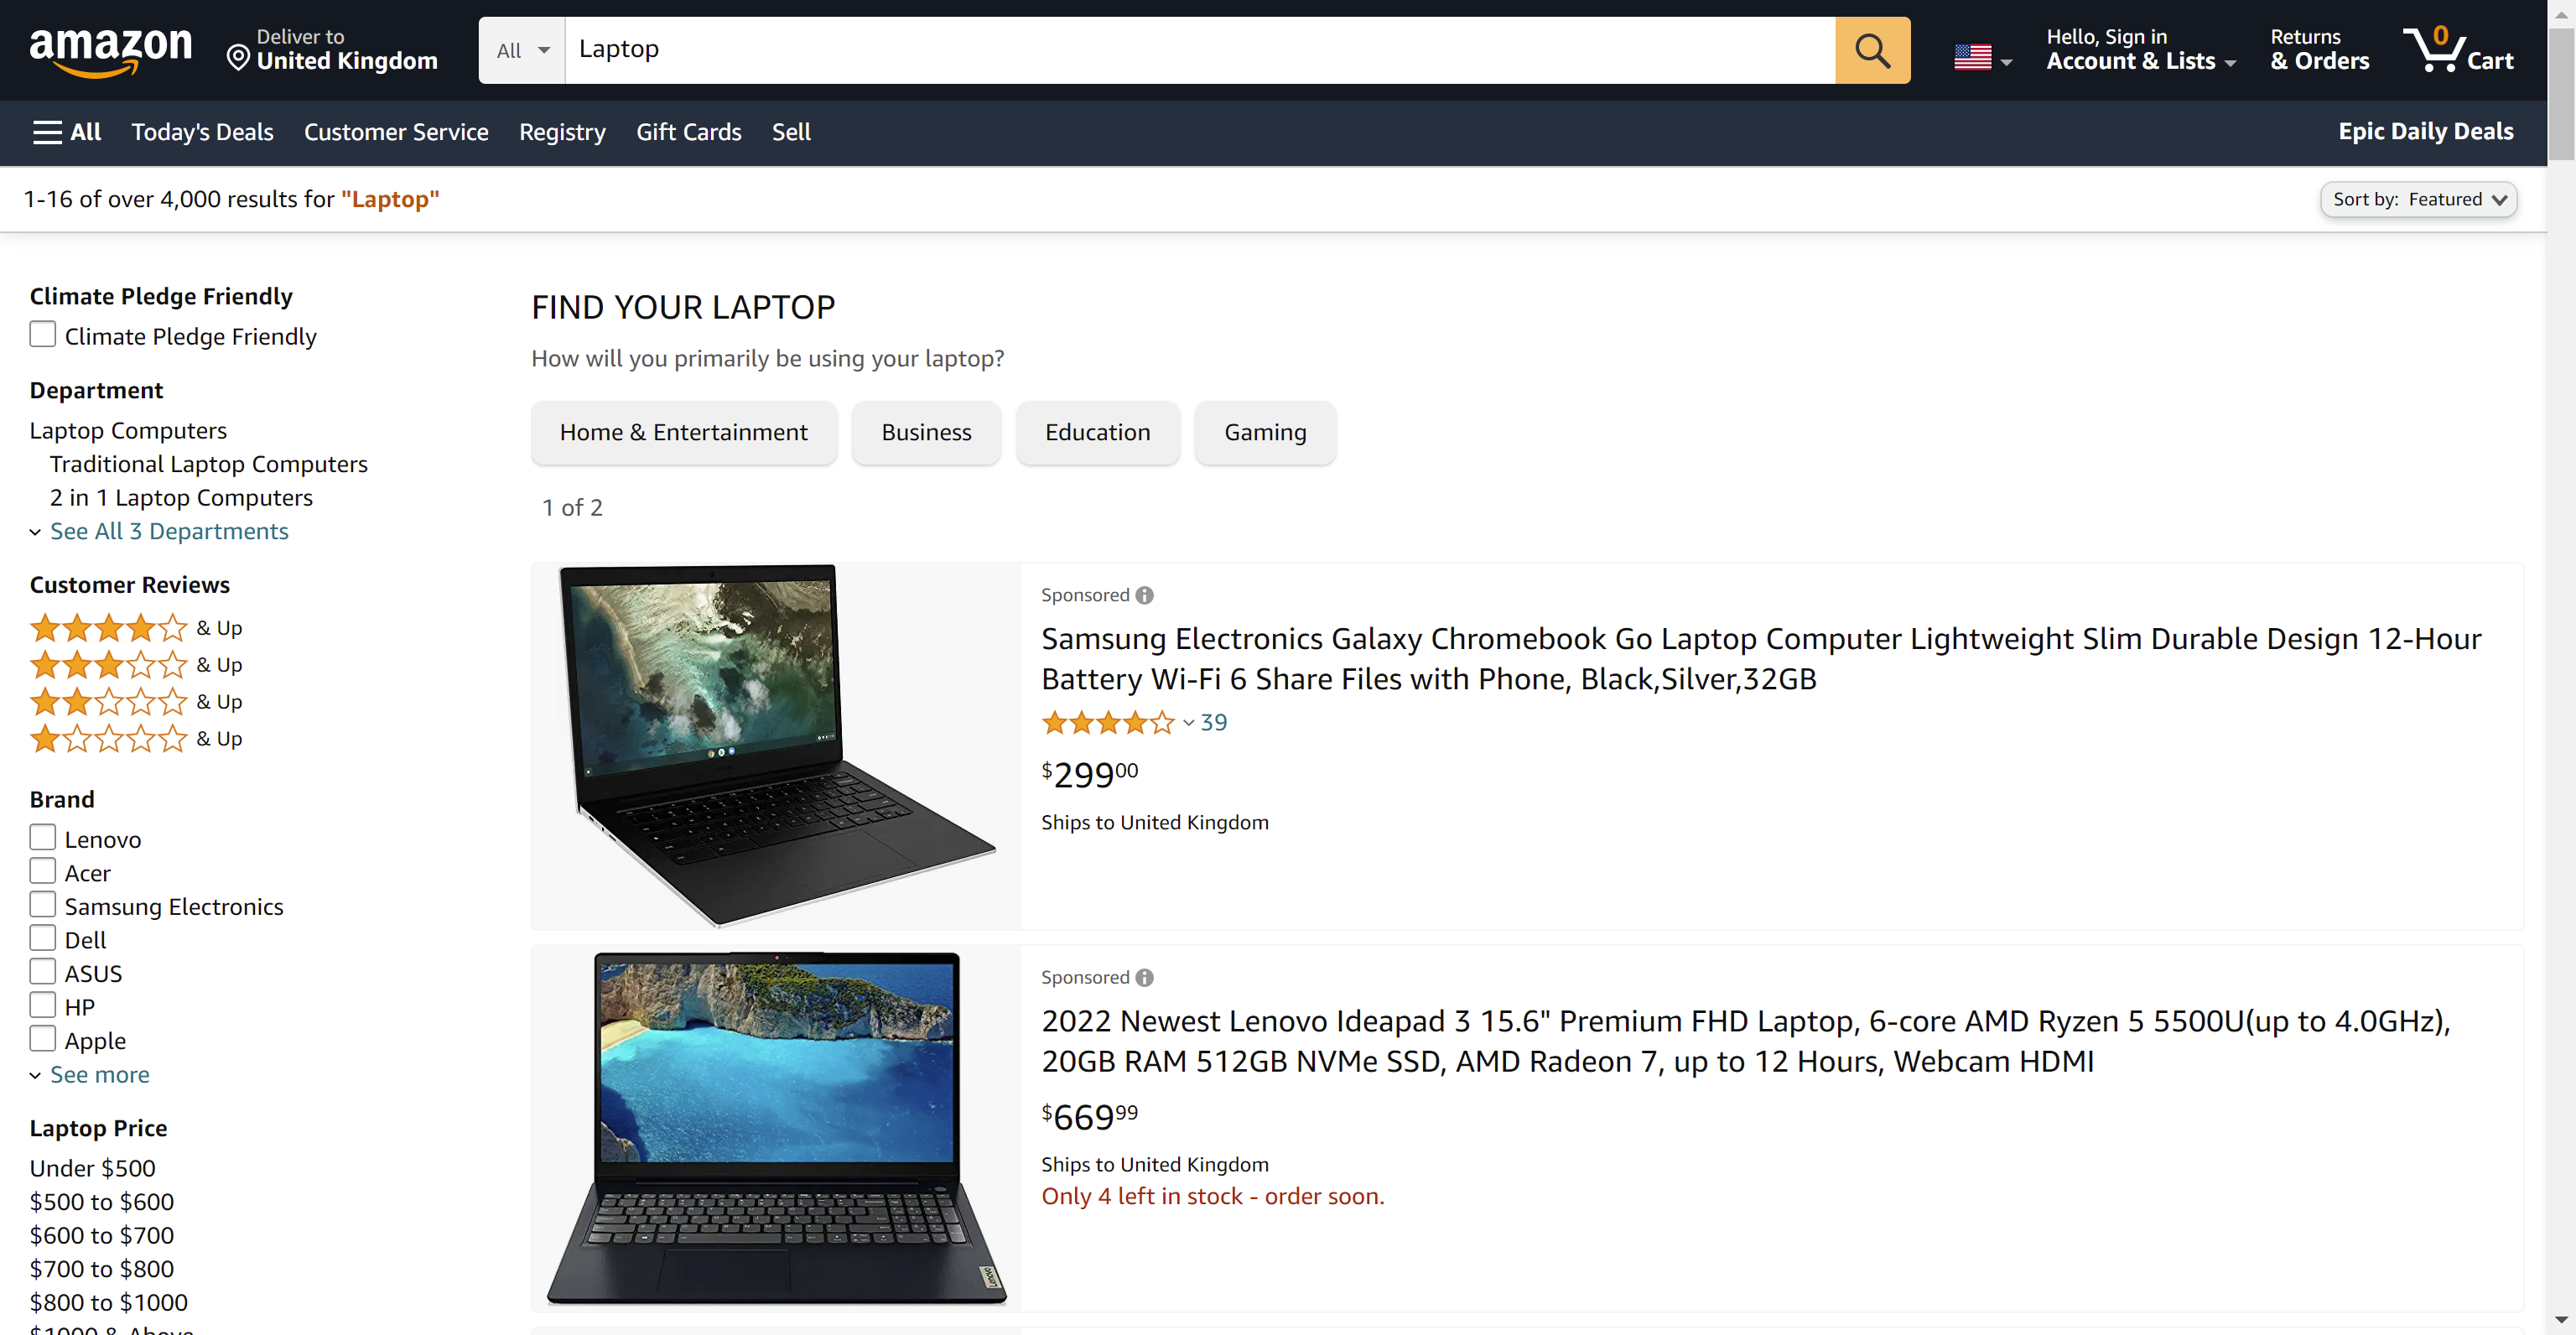 amazon
Deliver to
United Kingdom
All
Laptop
Hello, Sign in
Account & Lists
Returns
& Orders
0
Cart
All
Today's Deals
Customer Service
Registry
Gift Cards
Sell
Epic Daily Deals
1-16 of over 4,000 results for "Laptop"
Sort by: Featured
Climate Pledge Friendly
Climate Pledge Friendly
Department
Laptop Computers
Traditional Laptop Computers
2 in 1 Laptop Computers
See All 3 Departments
Customer Reviews
& Up
& Up
& Up
& Up
Brand
Lenovo
Acer
Samsung Electronics
Dell
ASUS
HP
Apple
See more
Laptop Price
Under $500
$500 to $600
$600 to $700
$700 to $800
$800 to $1000
$1000 & Above
FIND YOUR LAPTOP
How will you primarily be using your laptop?
Home & Entertainment
Business
Education
Gaming
1 of 2
Sponsored
Samsung Electronics Galaxy Chromebook Go Laptop Computer Lightweight Slim Durable Design 12-Hour
Battery Wi-Fi 6 Share Files with Phone, Black,Silver,32GB
39
$29900
Ships to United Kingdom
Sponsored
2022 Newest Lenovo Ideapad 3 15.6" Premium FHD Laptop, 6-core AMD Ryzen 5 5500U(up to 4.0GHz),
20GB RAM 512GB NVMe SSD, AMD Radeon 7, up to 12 Hours, Webcam HDMI
$66999
Ships to United Kingdom
Only 4 left in stock - order soon.
Lenovo